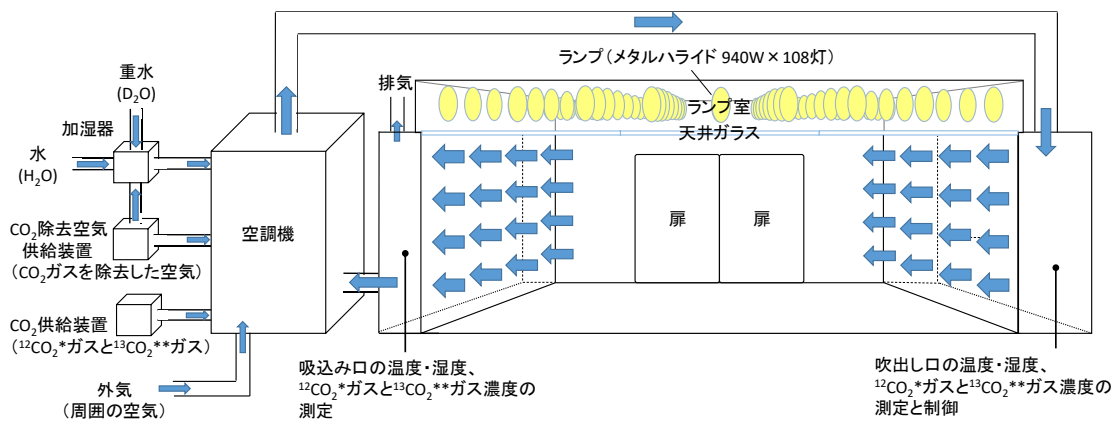 ランプ(メタルハライド 940W×108灯)
重水
(D₂O)
排気
ランプ室
加湿器
天井ガラス
水
(H₂O)
扉
扉
空調機
CO₂除去空気
供給装置
(CO₂ガスを除去した空気)
CO₂供給装置
(¹²CO₂*ガスと¹³CO₂**ガス)
外気
(周囲の空気)
吸込み口の温度・湿度、
¹²CO₂*ガスと¹³CO₂**ガス濃度の
測定
吹出し口の温度・湿度、
¹²CO₂*ガスと¹³CO₂**ガス濃度の
測定と制御